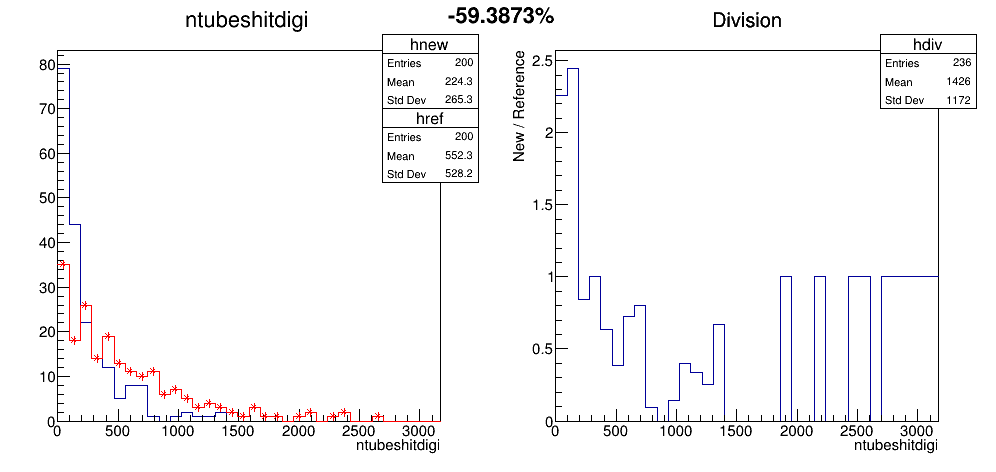 -59.3873%
ntubeshitdigi
hnew
Entries 200
Mean 224.3
Std Dev 265.3
href
Entries 200
Mean 552.3
Std Dev 528.2
80
70
60
50
40
30
20
10
0
0 500 1000 1500 2000 2500 3000
ntubeshitdigi
Division
hdiv
Entries 236
Mean 1426
Std Dev 1172
New / Reference
2.5
2
1.5
1
0.5
0
0 500 1000 1500 2000 2500 3000
ntubeshitdigi